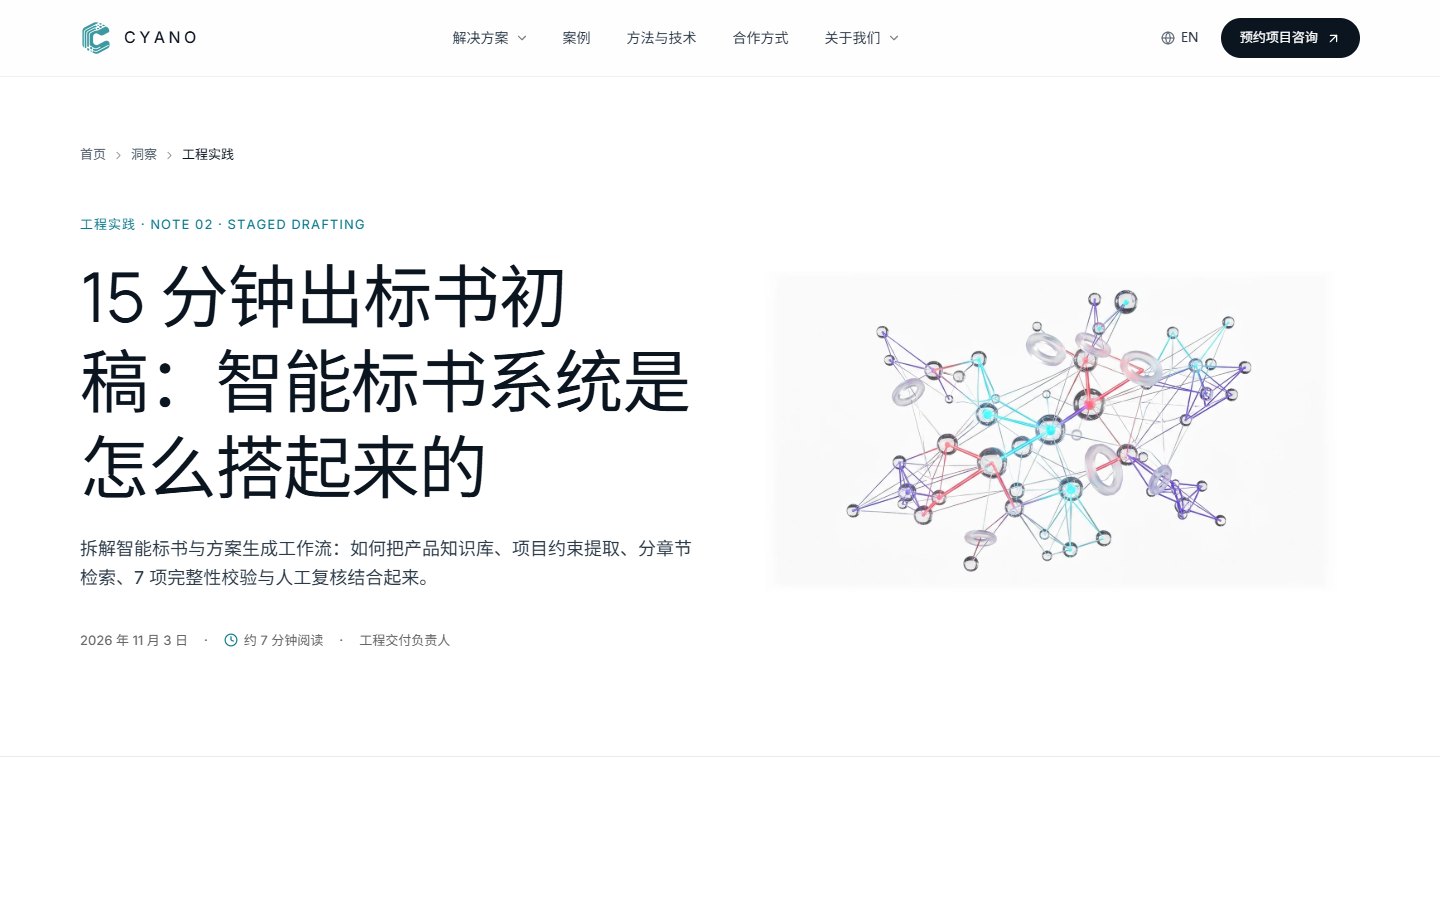 CYANO
解决方案
案例
方法与技术
合作方式
关于我们
EN
预约项目咨询
首页 > 洞察 > 工程实践
工程实践 · NOTE 02 · STAGED DRAFTING
15 分钟出标书初
稿：智能标书系统是
怎么搭起来的
拆解智能标书与方案生成工作流：如何把产品知识库、项目约束提取、分章节
检索、7 项完整性校验与人工复核结合起来。
2026 年 11 月 3 日 · 约 7 分钟阅读 · 工程交付负责人